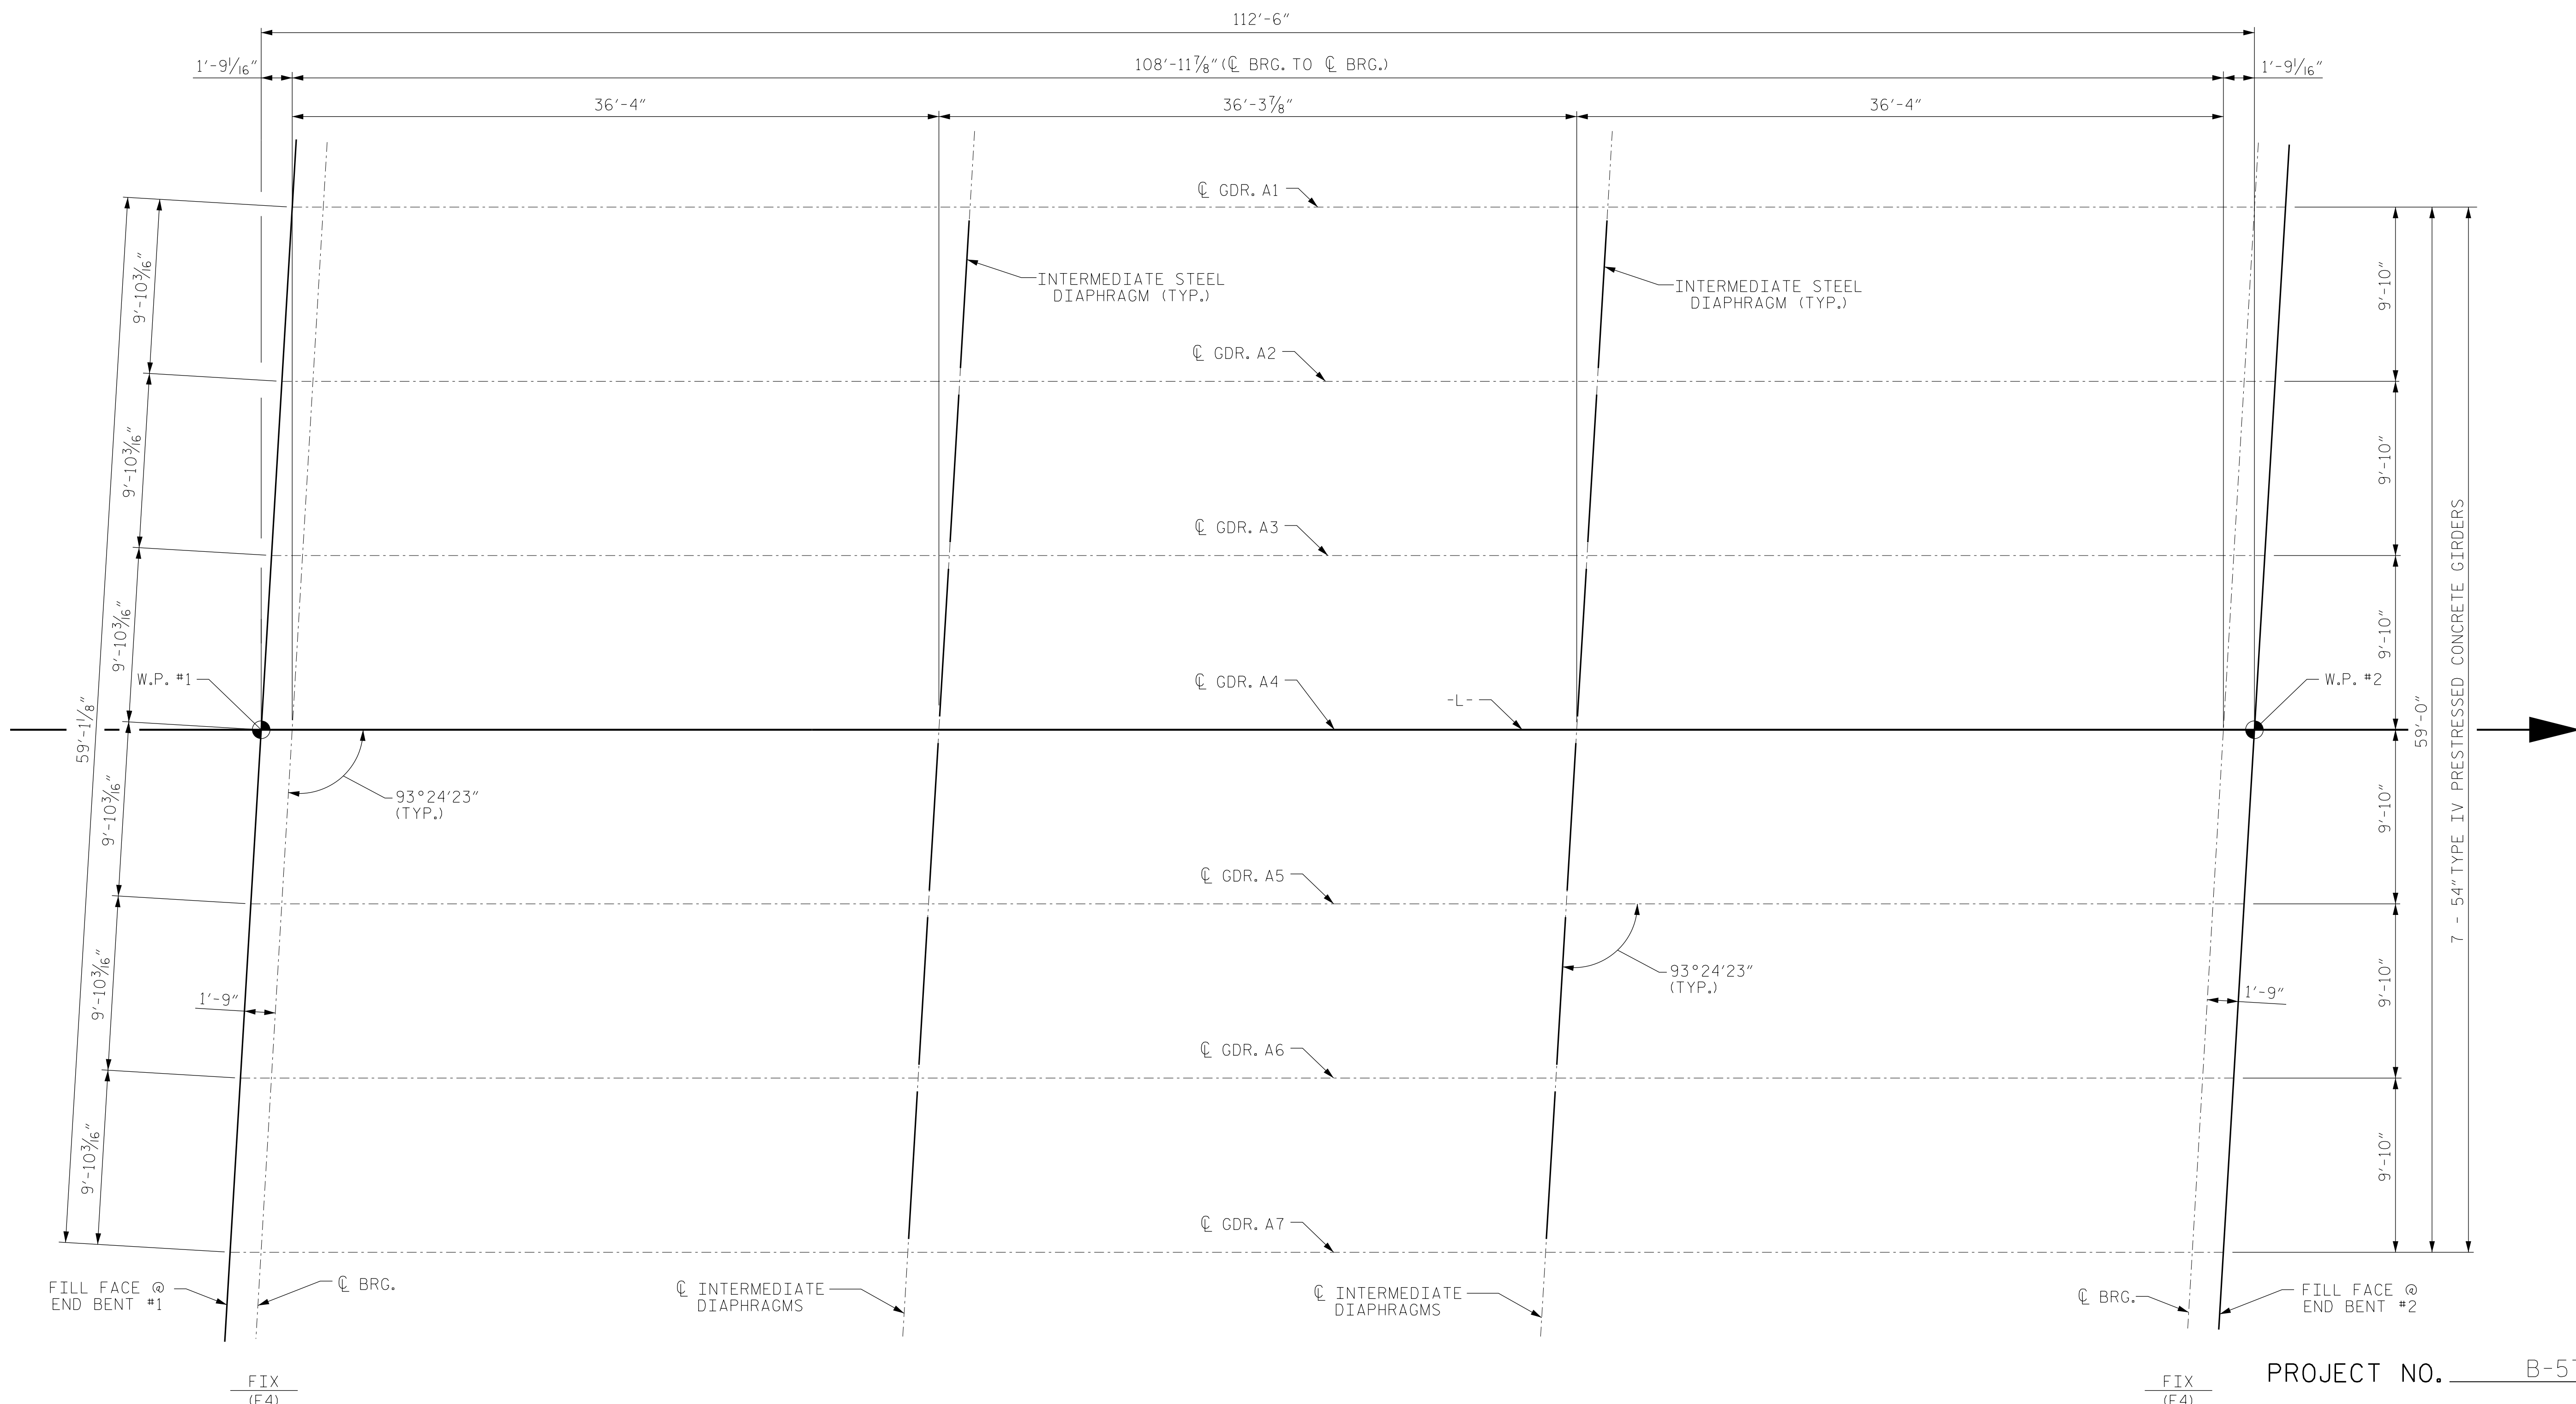 112'-6"
1'-9 1/16"
108'-11 7/8" (℄ BRG. TO ℄ BRG.)
1'-9 1/16"
36'-4"
36'-3 7/8"
36'-4"
℄ GDR. A1
INTERMEDIATE STEEL
DIAPHRAGM (TYP.)
INTERMEDIATE STEEL
DIAPHRAGM (TYP.)
9'-10 3/16"
9'-10"
℄ GDR. A2
9'-10 3/16"
9'-10"
℄ GDR. A3
9'-10 3/16"
9'-10"
7 - 54" TYPE IV PRESTRESSED CONCRETE GIRDERS
W.P. #1
℄ GDR. A4
-L-
W.P. #2
59'-1 1/8"
59'-0"
93°24'23"
(TYP.)
9'-10 3/16"
9'-10"
℄ GDR. A5
93°24'23"
(TYP.)
9'-10 3/16"
9'-10"
1'-9"
1'-9"
℄ GDR. A6
9'-10 3/16"
9'-10"
℄ GDR. A7
FILL FACE @
END BENT #1
℄ BRG.
℄ INTERMEDIATE
DIAPHRAGMS
℄ INTERMEDIATE
DIAPHRAGMS
℄ BRG.
FILL FACE @
END BENT #2
FIX
(E4)
FIX
(E4)
PROJECT NO. B-57